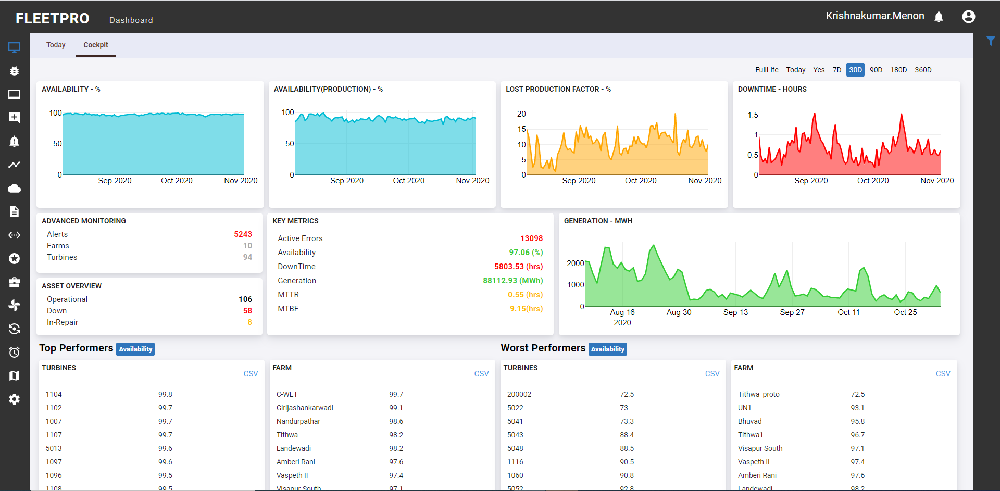 FLEETPRO Dashboard Krishnakumar.Menon
Today Cockpit
FullLife Today Yes 7D 30D 90D 180D 360D
AVAILABILITY - %
100
50
0
Sep 2020 Oct 2020 Nov 2020
AVAILABILITY(PRODUCTION) - %
100
50
0
Sep 2020 Oct 2020 Nov 2020
LOST PRODUCTION FACTOR - %
20
15
10
5
0
Sep 2020 Oct 2020 Nov 2020
DOWNTIME - HOURS
1.5
1
0.5
0
Sep 2020 Oct 2020 Nov 2020
ADVANCED MONITORING
Alerts 5243
Farms 10
Turbines 94
ASSET OVERVIEW
Operational 106
Down 58
In-Repair 8
KEY METRICS
Active Errors 13098
Availability 97.06 (%)
DownTime 5803.53 (hrs)
Generation 88112.93 (MWh)
MTTR 0.55 (hrs)
MTBF 9.15(hrs)
GENERATION - MWH
2000
1000
0
Aug 16 Aug 30 Sep 13 Sep 27 Oct 11 Oct 25
2020
Top Performers Availability
TURBINES
CSV
1104 99.8
1102 99.7
1007 99.7
1107 99.7
5013 99.6
1097 99.6
1096 99.5
1108 99.5
FARM
CSV
C-WET 99.7
Girijashankarwadi 99.1
Nandurpathar 98.6
Tithwa 98.2
Landewadi 98.2
Amberi Rani 97.6
Vaspeth II 97.4
Visapur South 97.1
Worst Performers Availability
TURBINES
CSV
200002 72.5
5022 73
5041 73.3
5043 88.4
5048 88.5
1116 90.5
1060 90.8
5052 92.8
FARM
CSV
Tithwa_proto 72.5
UN1 93.1
Bhuvad 95.8
Tithwa1 96.7
Visapur South 97.1
Vaspeth II 97.4
Amberi Rani 97.6
Landewadi 98.2